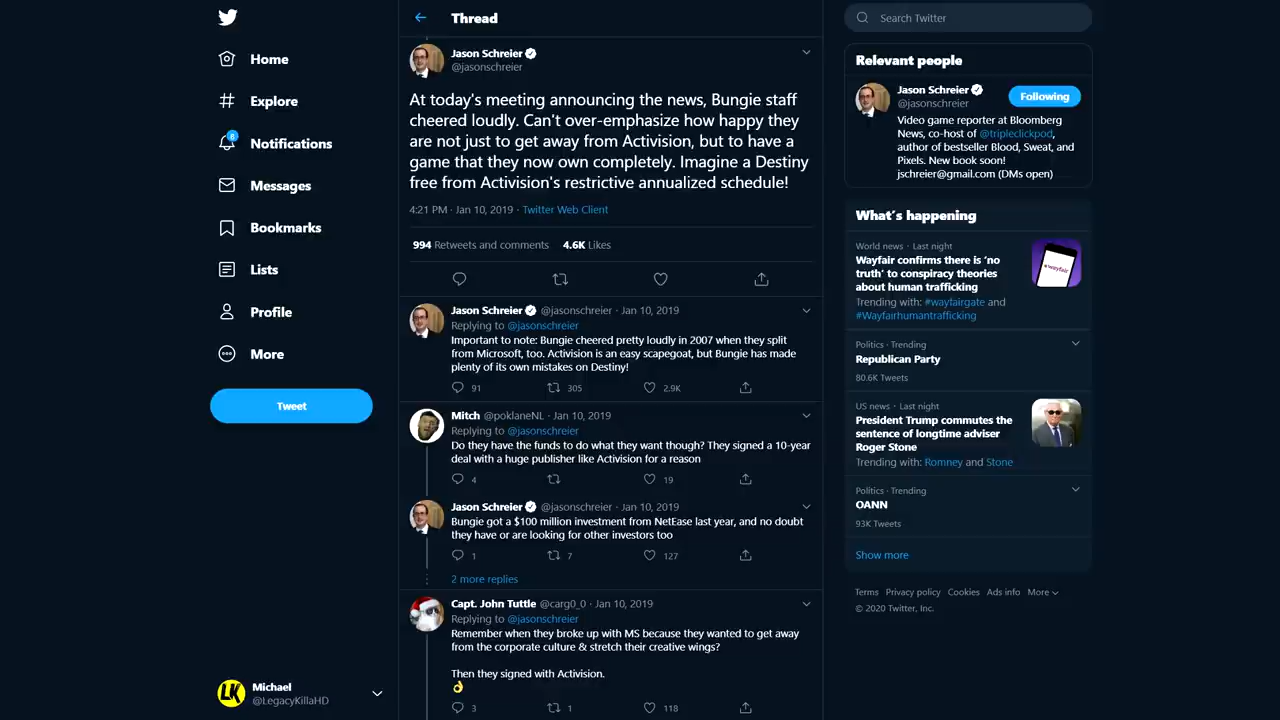 Home
Explore
8
Notifications
Messages
Bookmarks
Lists
Profile
More
Tweet
Michael
@LegacyKillaHD
Thread
Jason Schreier
@jasonschreier
At today's meeting announcing the news, Bungie staff
cheered loudly. Can't over-emphasize how happy they
are not just to get away from Activision, but to have a
game that they now own completely. Imagine a Destiny
free from Activision's restrictive annualized schedule!
4:21 PM · Jan 10, 2019 · Twitter Web Client
994 Retweets and comments 4.6K Likes
Jason Schreier @jasonschreier · Jan 10, 2019
Replying to @jasonschreier
Important to note: Bungie cheered pretty loudly in 2007 when they split
from Microsoft, too. Activision is an easy scapegoat, but Bungie has made
plenty of its own mistakes on Destiny!
91 305 2.9K
Mitch @poklaneNL · Jan 10, 2019
Replying to @jasonschreier
Do they have the funds to do what they want though? They signed a 10-year
deal with a huge publisher like Activision for a reason
4 19
Jason Schreier @jasonschreier · Jan 10, 2019
Bungie got a $100 million investment from NetEase last year, and no doubt
they have or are looking for other investors too
1 7 127
2 more replies
Capt. John Tuttle @carg0_0 · Jan 10, 2019
Replying to @jasonschreier
Remember when they broke up with MS because they wanted to get away
from the corporate culture & stretch their creative wings?
Then they signed with Activision.
👌
3 1 118
Search Twitter
Relevant people
Jason Schreier
@jasonschreier
Following
Video game reporter at Bloomberg
News, co-host of @tripleclickpod,
author of bestseller Blood, Sweat, and
Pixels. New book soon!
jschreier@gmail.com (DMs open)
What's happening
World news · Last night
Wayfair confirms there is 'no
truth' to conspiracy theories
about human trafficking
Trending with: #wayfairgate and
#Wayfairhumantrafficking
wayfair
Politics · Trending
Republican Party
80.6K Tweets
US news · Last night
President Trump commutes the
sentence of longtime adviser
Roger Stone
Trending with: Romney and Stone
Politics · Trending
OANN
93K Tweets
Show more
Terms Privacy policy Cookies Ads info More
© 2020 Twitter, Inc.
LK